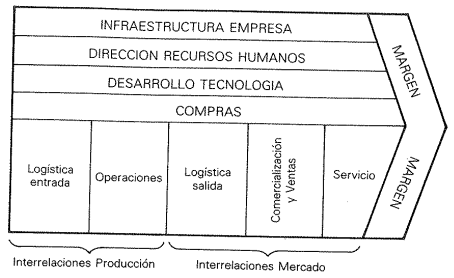 INFRAESTRUCTURA EMPRESA
DIRECCION RECURSOS HUMANOS
DESARROLLO TECNOLOGIA
COMPRAS
MARGEN
MARGEN
Logística
entrada
Operaciones
Logística
salida
Comercialización
y Ventas
Servicio
Interrelaciones Producción
Interrelaciones Mercado